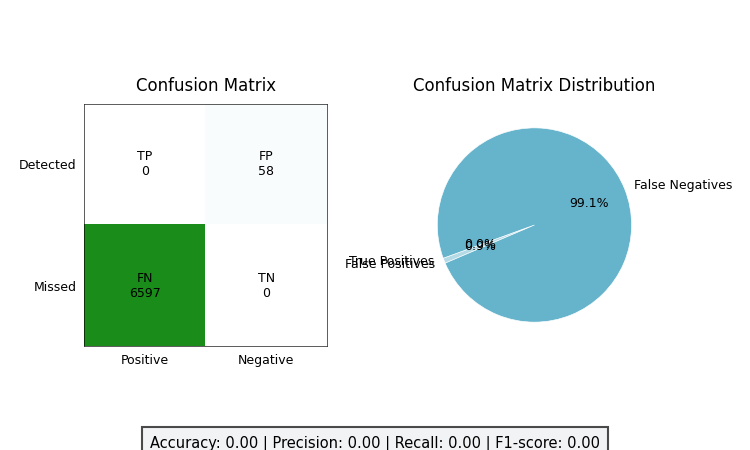 Confusion Matrix
Confusion Matrix Distribution
Detected
TP
0
FP
58
Missed
FN
6597
TN
0
Positive
Negative
False Negatives
99.1%
0.0%
0.9%
True Positives
False Positives
Accuracy: 0.00 | Precision: 0.00 | Recall: 0.00 | F1-score: 0.00